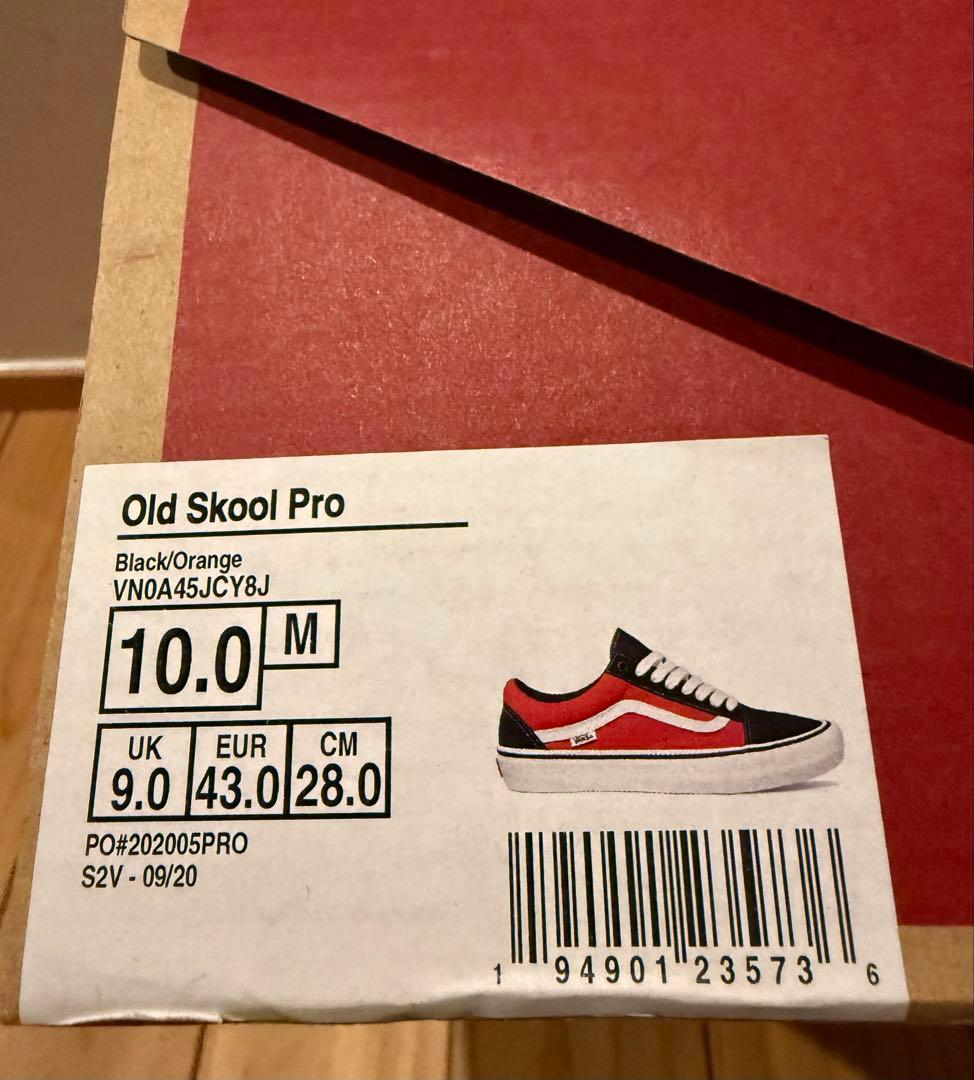 Old Skool Pro
Black/Orange
VN0A45JCY8J
10.0 M
UK EUR CM
9.0 43.0 28.0
PO#202005PRO
S2V - 09/20
1 94901 23573 6